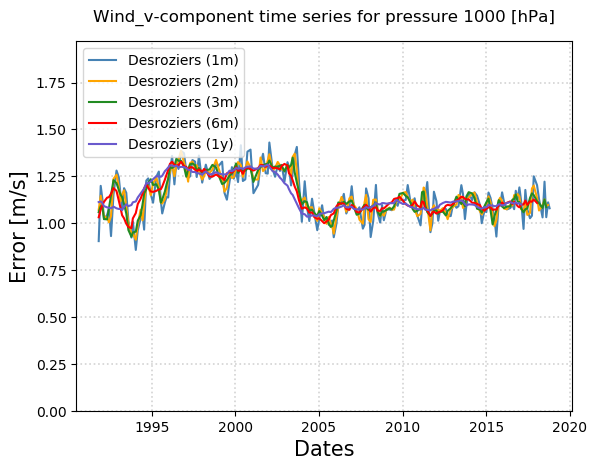 Wind_v-component time series for pressure 1000 [hPa]
Desroziers (1m)
Desroziers (2m)
Desroziers (3m)
Desroziers (6m)
Desroziers (1y)
Error [m/s]
1.75
1.50
1.25
1.00
0.75
0.50
0.25
0.00
1995 2000 2005 2010 2015 2020
Dates